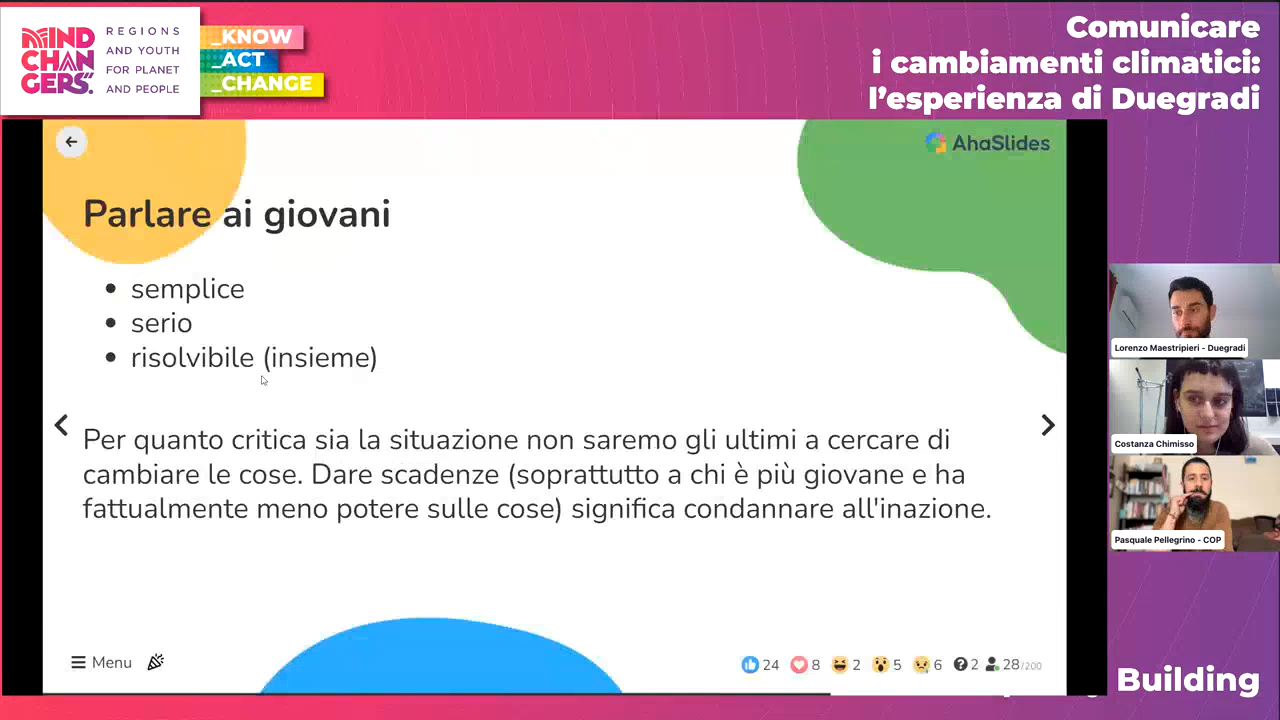 MIND
CHAN
GERS.
REGIONS
AND YOUTH
FOR PLANET
AND PEOPLE
_KNOW
_ACT
_CHANGE
Comunicare
i cambiamenti climatici:
l'esperienza di Duegradi
AhaSlides
Parlare ai giovani
• semplice
• serio
• risolvibile (insieme)
Per quanto critica sia la situazione non saremo gli ultimi a cercare di
cambiare le cose. Dare scadenze (soprattutto a chi è più giovane e ha
fattualmente meno potere sulle cose) significa condannare all'inazione.
Lorenzo Maestripieri - Duegradi
Costanza Chimisso
Pasquale Pellegrino - COP
Menu
24 8 2 5 6 2 28/200
Building